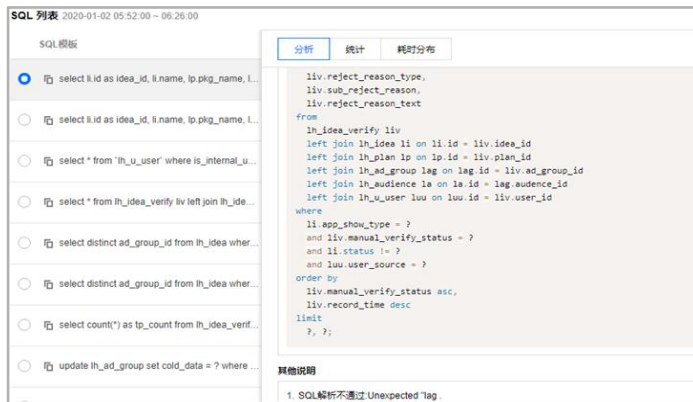 SQL 列表 2020-01-02 05:52:00 ~ 06:26:00
SQL模板
select li.id as idea_id, li.name, lp.pkg_name, l...
select li.id as idea_id, li.name, lp.pkg_name, l...
select * from `lh_u_user` where is_internal_u...
select * from lh_idea_verify liv left join lh_ide...
select distinct ad_group_id from lh_idea wher...
select distinct ad_group_id from lh_idea wher...
select count(*) as tp_count from lh_idea_verif...
update lh_ad_group set cold_data = ? where ...
分析 统计 耗时分布
liv.reject_reason_type,
liv.sub_reject_reason,
liv.reject_reason_text
from
lh_idea_verify liv
left join lh_idea li on li.id = liv.idea_id
left join lh_plan lp on lp.id = liv.plan_id
left join lh_ad_group lag on lag.id = liv.ad_group_id
left join lh_audience la on la.id = lag.audence_id
left join lh_u_user luu on luu.id = liv.user_id
where
li.app_show_type = ?
and liv.manual_verify_status = ?
and li.status != ?
and luu.user_source = ?
order by
liv.manual_verify_status asc,
liv.record_time desc
limit
?, ?;
其他说明
1. SQL解析不通过:Unexpected "lag .